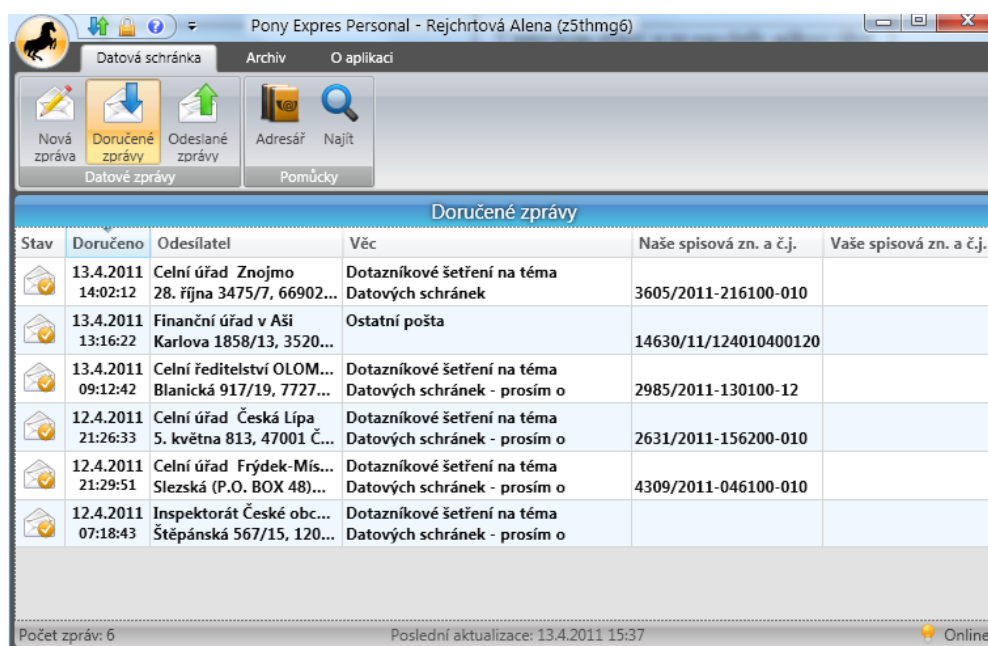 Pony Expres Personal - Rejchrtová Alena (z5thmg6)
Datová schránka Archiv O aplikaci
Nová zpráva Doručené zprávy Odeslané zprávy Adresář Najít
Datové zprávy Pomůcky
Doručené zprávy
Stav Doručeno Odesílatel Věc Naše spisová zn. a č.j. Vaše spisová zn. a č.j.
13.4.2011 Celní úřad Znojmo Dotazníkové šetření na téma
14:02:12 28. října 3475/7, 66902... Datových schránek 3605/2011-216100-010
13.4.2011 Finanční úřad v Aši Ostatní pošta
13:16:22 Karlova 1858/13, 3520... 14630/11/124010400120
13.4.2011 Celní ředitelství OLOM... Dotazníkové šetření na téma
09:12:42 Blanická 917/19, 7727... Datových schránek - prosím o 2985/2011-130100-12
12.4.2011 Celní úřad Česká Lípa Dotazníkové šetření na téma
21:26:33 5. května 813, 47001 Č... Datových schránek - prosím o 2631/2011-156200-010
12.4.2011 Celní úřad Frýdek-Mís... Dotazníkové šetření na téma
21:29:51 Slezská (P.O. BOX 48)... Datových schránek - prosím o 4309/2011-046100-010
12.4.2011 Inspektorát České obc... Dotazníkové šetření na téma
07:18:43 Štěpánská 567/15, 120... Datových schránek - prosím o
Počet zpráv: 6 Poslední aktualizace: 13.4.2011 15:37 Online